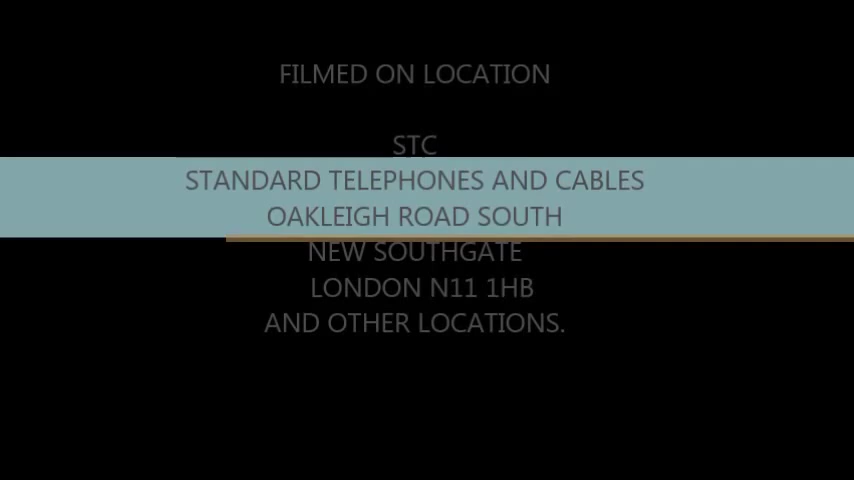 FILMED ON LOCATION
STC
STANDARD TELEPHONES AND CABLES
OAKLEIGH ROAD SOUTH
NEW SOUTHGATE
LONDON N11 1HB
AND OTHER LOCATIONS.